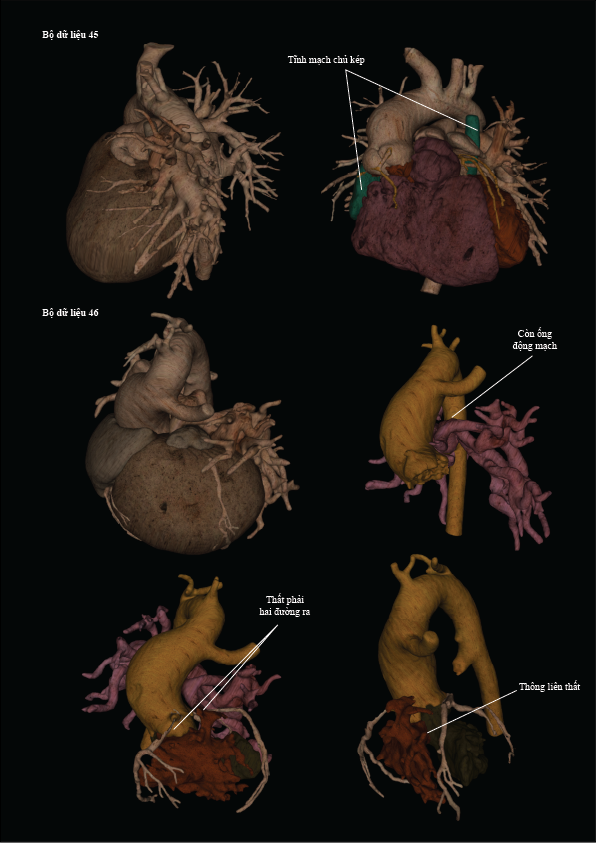 Bộ dữ liệu 45
Tĩnh mạch chủ kép
Bộ dữ liệu 46
Còn ống
động mạch
Thất phải
hai đường ra
Thông liên thất